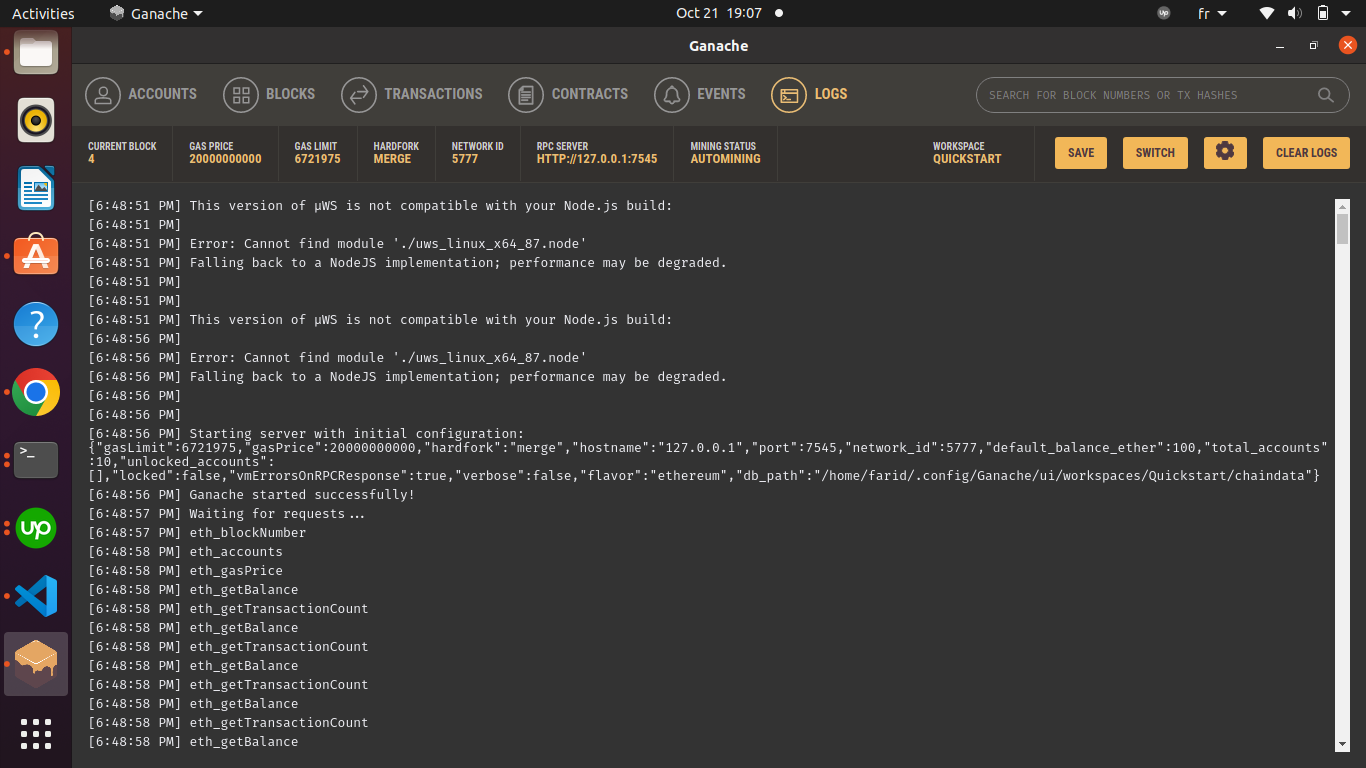 Activities Ganache Oct 21 19:07 fr
Ganache
ACCOUNTS BLOCKS TRANSACTIONS CONTRACTS EVENTS LOGS SEARCH FOR BLOCK NUMBERS OR TX HASHES
CURRENT BLOCK GAS PRICE GAS LIMIT HARDFORK NETWORK ID RPC SERVER MINING STATUS WORKSPACE
4 20000000000 6721975 MERGE 5777 HTTP://127.0.0.1:7545 AUTOMINING QUICKSTART
SAVE SWITCH CLEAR LOGS
[6:48:51 PM] This version of µWS is not compatible with your Node.js build:
[6:48:51 PM]
[6:48:51 PM] Error: Cannot find module './uws_linux_x64_87.node'
[6:48:51 PM] Falling back to a NodeJS implementation; performance may be degraded.
[6:48:51 PM]
[6:48:51 PM]
[6:48:51 PM] This version of µWS is not compatible with your Node.js build:
[6:48:56 PM]
[6:48:56 PM] Error: Cannot find module './uws_linux_x64_87.node'
[6:48:56 PM] Falling back to a NodeJS implementation; performance may be degraded.
[6:48:56 PM]
[6:48:56 PM]
[6:48:56 PM] Starting server with initial configuration:
{"gasLimit":6721975,"gasPrice":20000000000,"hardfork":"merge","hostname":"127.0.0.1","port":7545,"network_id":5777,"default_balance_ether":100,"total_accounts"
:10,"unlocked_accounts":
[],"locked":false,"vmErrorsOnRPCResponse":true,"verbose":false,"flavor":"ethereum","db_path":"/home/farid/.config/Ganache/ui/workspaces/Quickstart/chaindata"}
[6:48:56 PM] Ganache started successfully!
[6:48:57 PM] Waiting for requests...
[6:48:57 PM] eth_blockNumber
[6:48:58 PM] eth_accounts
[6:48:58 PM] eth_gasPrice
[6:48:58 PM] eth_getBalance
[6:48:58 PM] eth_getTransactionCount
[6:48:58 PM] eth_getBalance
[6:48:58 PM] eth_getTransactionCount
[6:48:58 PM] eth_getBalance
[6:48:58 PM] eth_getTransactionCount
[6:48:58 PM] eth_getBalance
[6:48:58 PM] eth_getTransactionCount
[6:48:58 PM] eth_getBalance